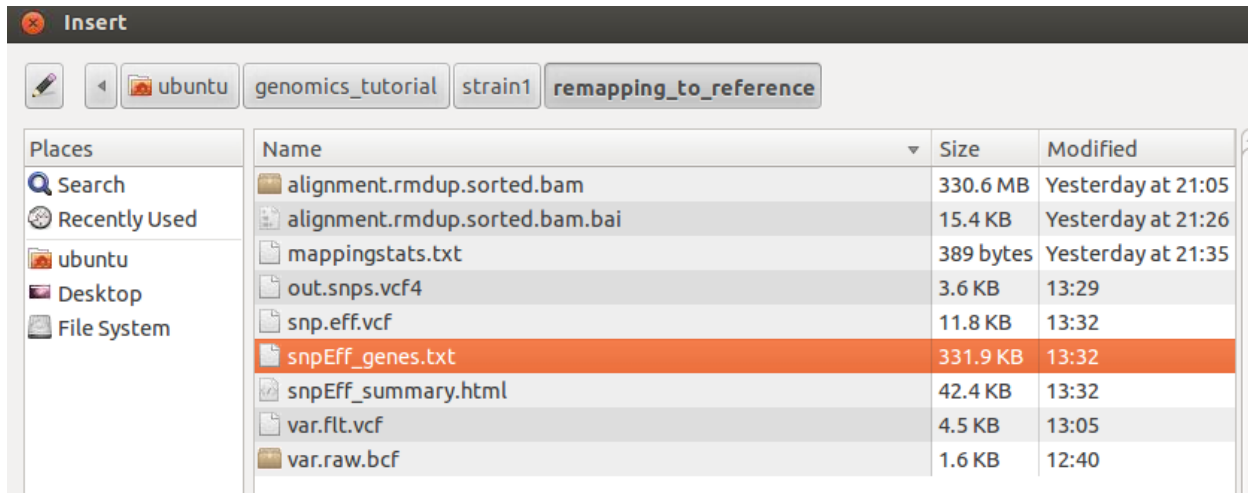 Insert
ubuntu genomics_tutorial strain1 remapping_to_reference
Places Name Size Modified
Search alignment.rmdup.sorted.bam 330.6 MB Yesterday at 21:05
Recently Used alignment.rmdup.sorted.bam.bai 15.4 KB Yesterday at 21:26
ubuntu mappingstats.txt 389 bytes Yesterday at 21:35
Desktop out.snps.vcf4 3.6 KB 13:29
File System snp.eff.vcf 11.8 KB 13:32
snpEff_genes.txt 331.9 KB 13:32
snpEff_summary.html 42.4 KB 13:32
var.flt.vcf 4.5 KB 13:05
var.raw.bcf 1.6 KB 12:40